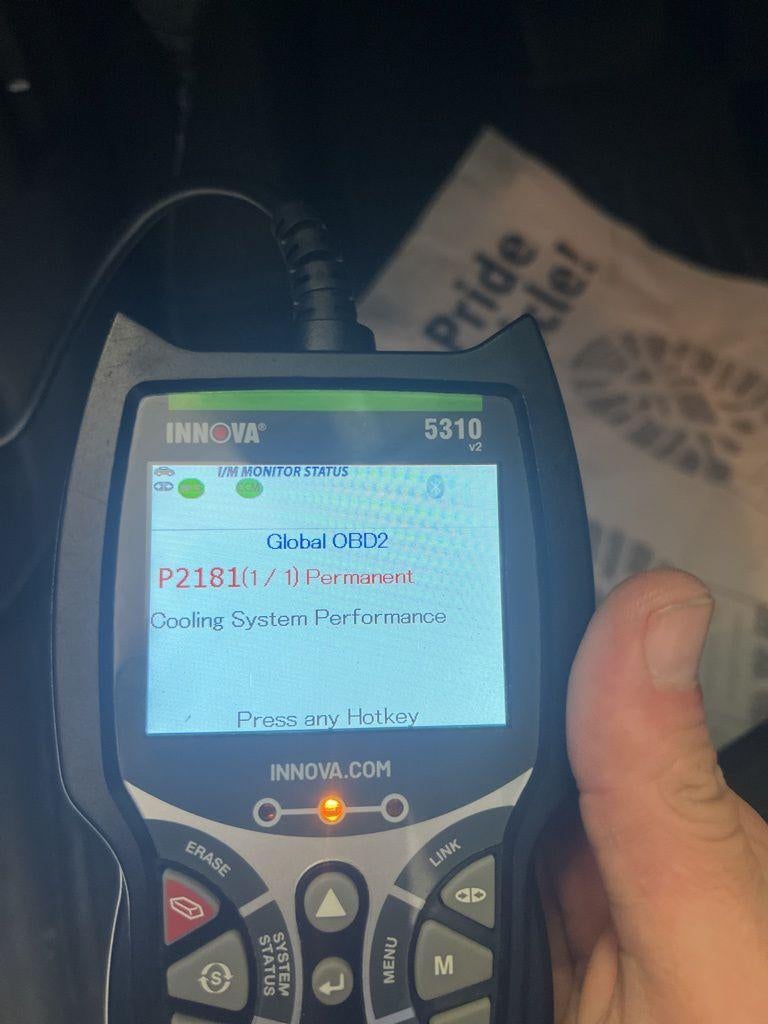 Pride
INNOVA®
5310
v2
I/M MONITOR STATUS
Global OBD2
P2181(1 / 1) Permanent
Cooling System Performance
Press any Hotkey
INNOVA.COM
ERASE
LINK
SYSTEM
STATUS
MENU
S
M